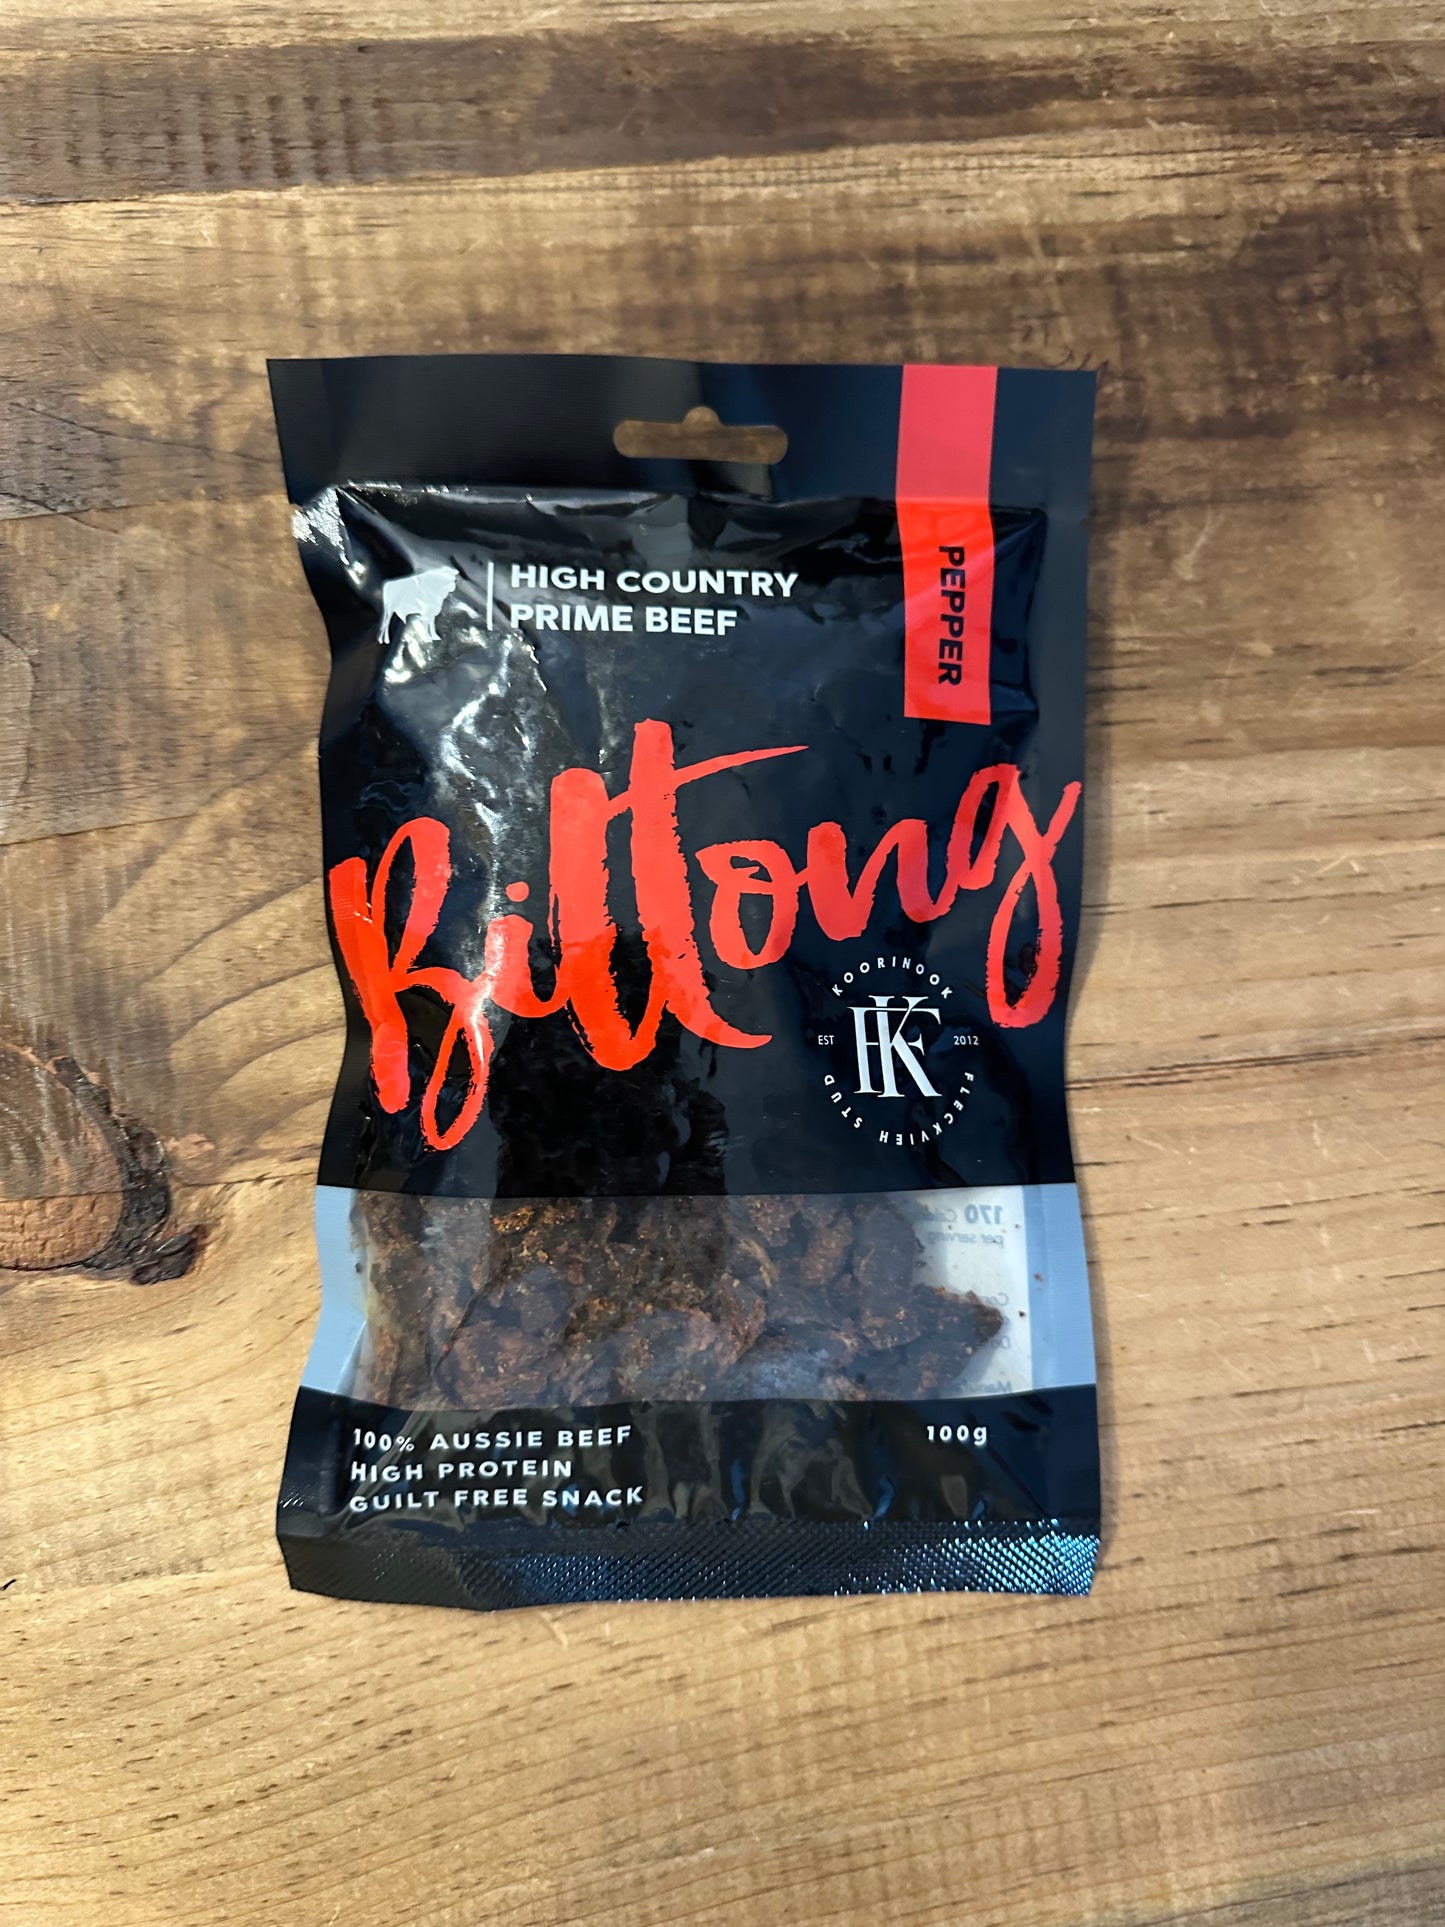 PEPPER
HIGH COUNTRY
PRIME BEEF
Biltong
KOORINOOK
EST KF 2012
FLECKVIEH STUD
170
per serving
100% AUSSIE BEEF
HIGH PROTEIN
GUILT FREE SNACK
100g